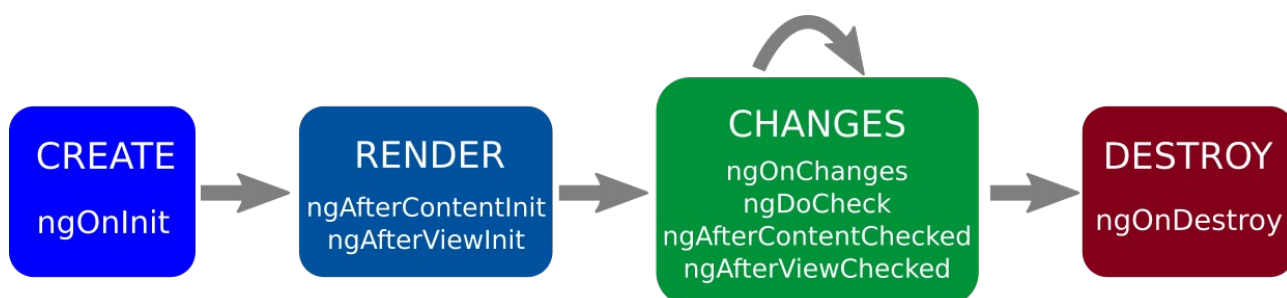 CREATE
ngOnInit
RENDER
ngAfterContentInit
ngAfterViewInit
CHANGES
ngOnChanges
ngDoCheck
ngAfterContentChecked
ngAfterViewChecked
DESTROY
ngOnDestroy